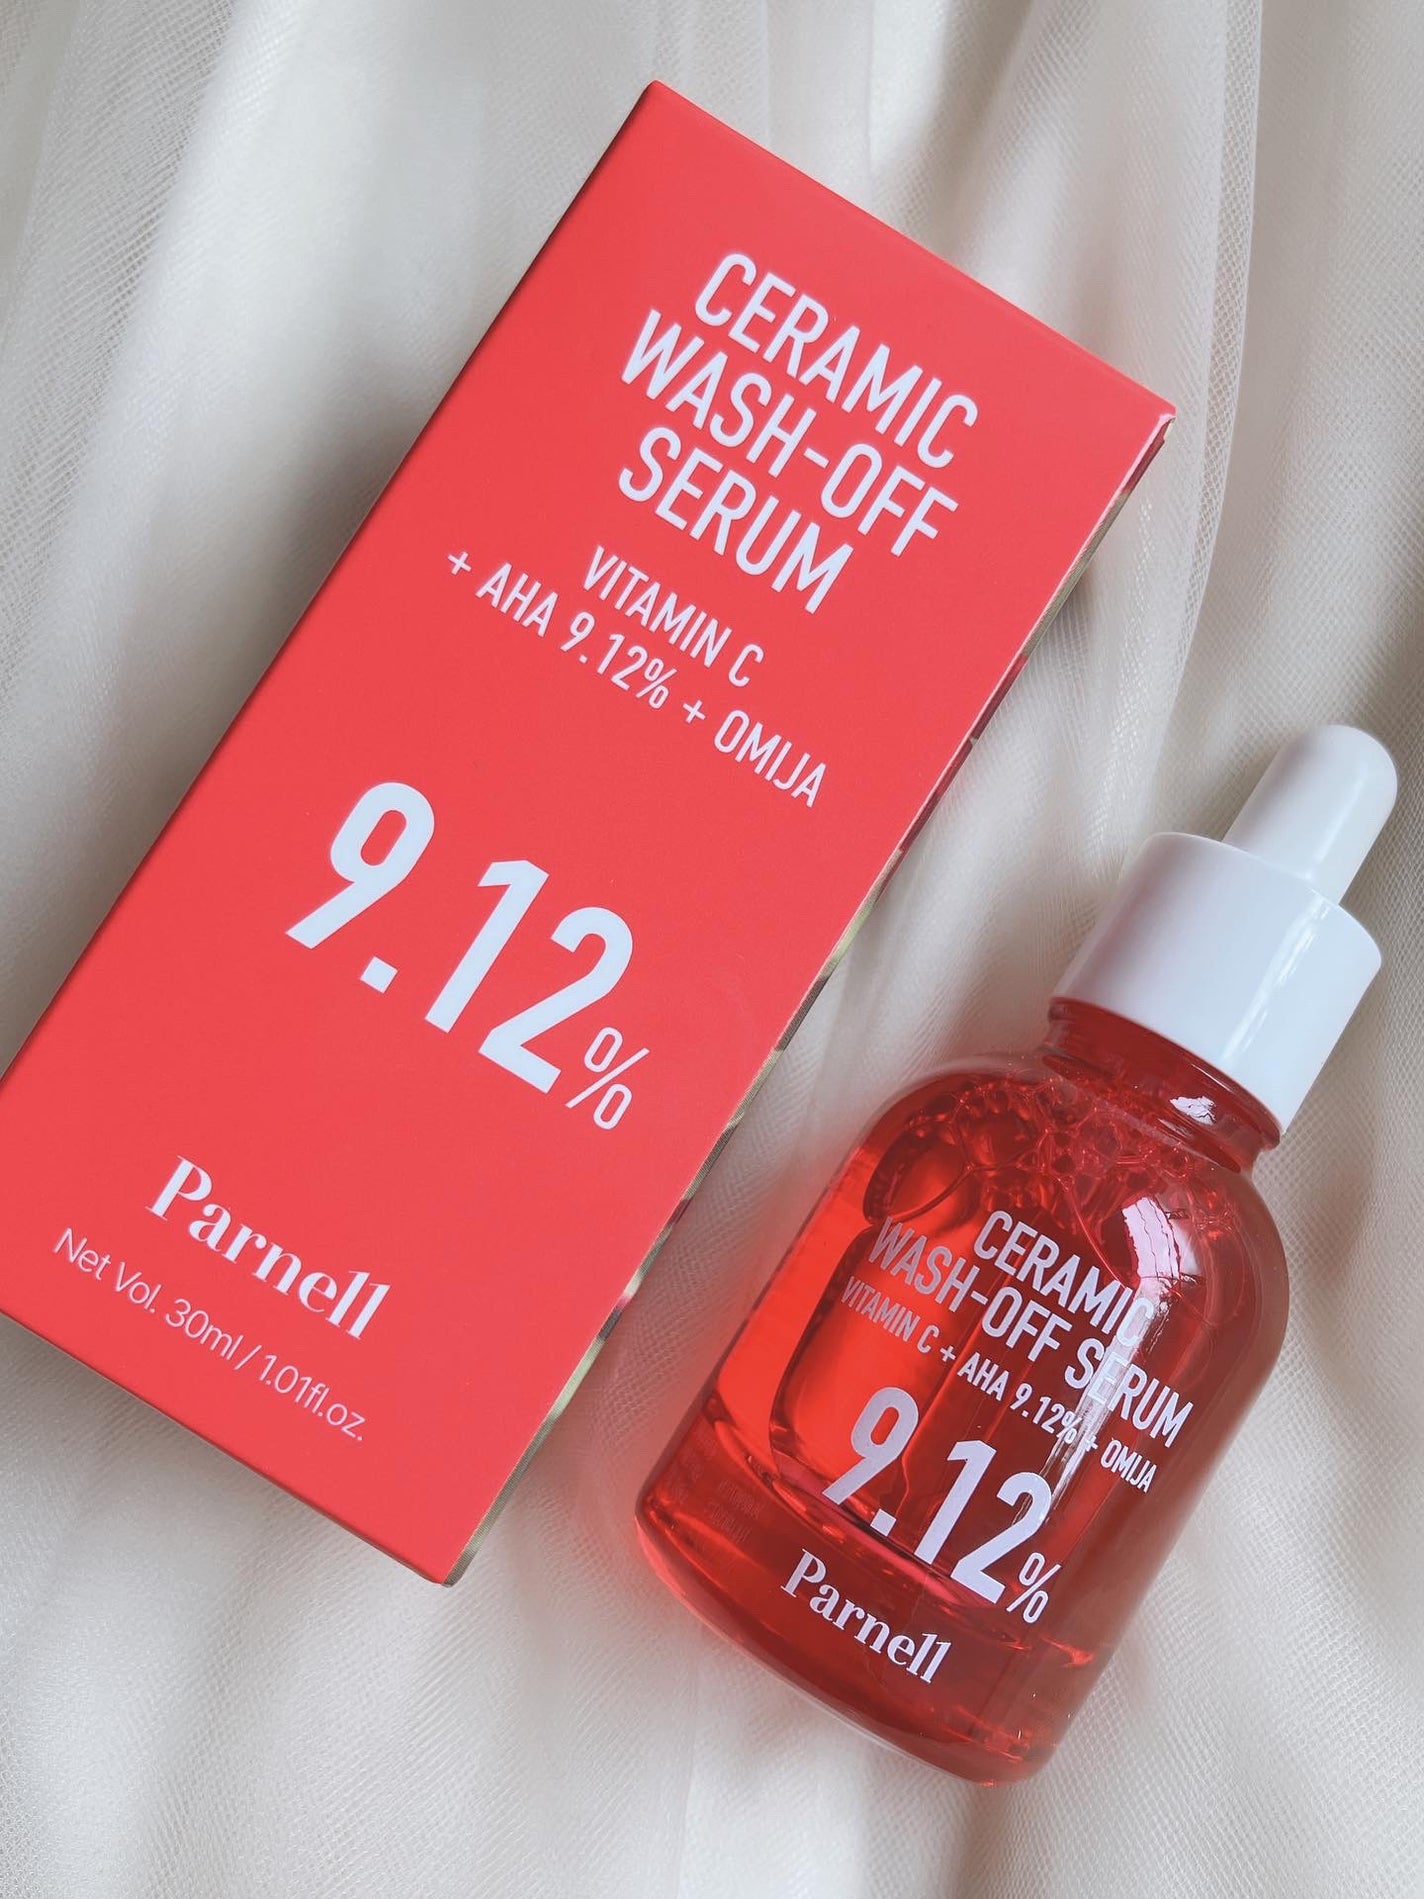 CERAMIC
WASH-OFF
SERUM
VITAMIN C
+ AHA 9.12% + OMIJA
9.12%
Parnell
Net Vol. 30ml / 1.01fl.oz.
CERAMIC
WASH-OFF SERUM
VITAMIN C + AHA 9.12% + OMIJA
9.12%
Parnell